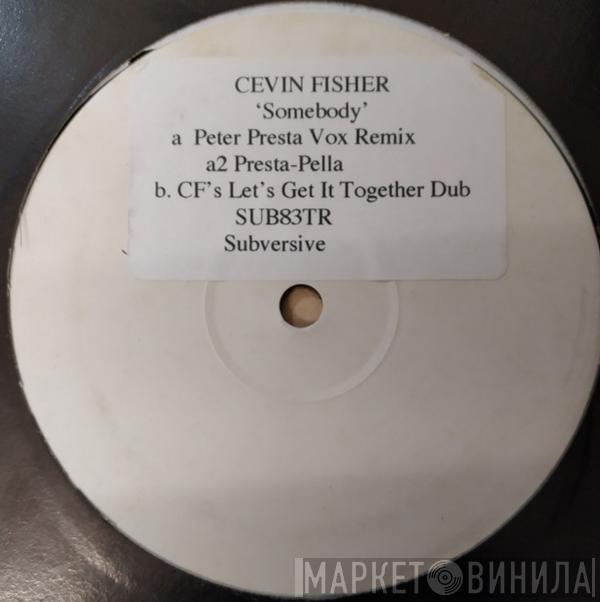 CEVIN FISHER
‘Somebody’
a Peter Presta Vox Remix
a2 Presta-Pella
b. CF’s Let’s Get It Together Dub
SUB83TR
Subversive
МАРКЕТ ВИНИЛА